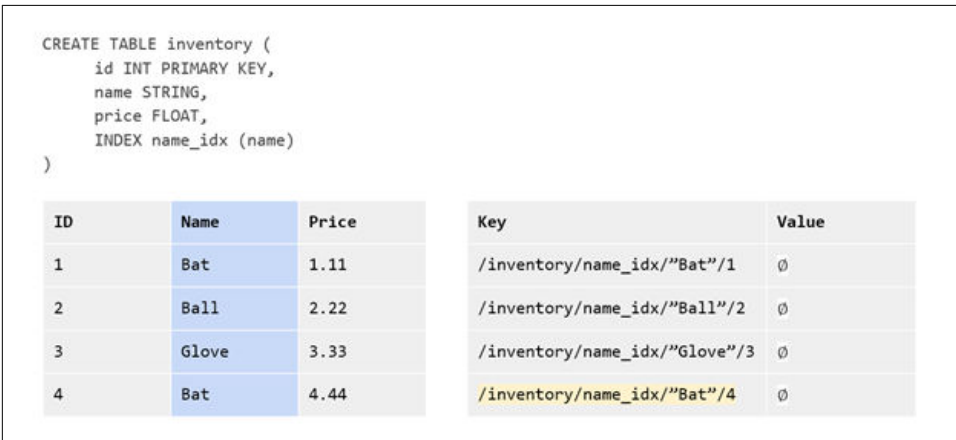 CREATE TABLE inventory (
id INT PRIMARY KEY,
name STRING,
price FLOAT,
INDEX name_idx (name)
)
ID Name Price Key Value
1 Bat 1.11 /inventory/name_idx/”Bat”/1 Ø
2 Ball 2.22 /inventory/name_idx/”Ball”/2 Ø
3 Glove 3.33 /inventory/name_idx/”Glove”/3 Ø
4 Bat 4.44 /inventory/name_idx/”Bat”/4 Ø